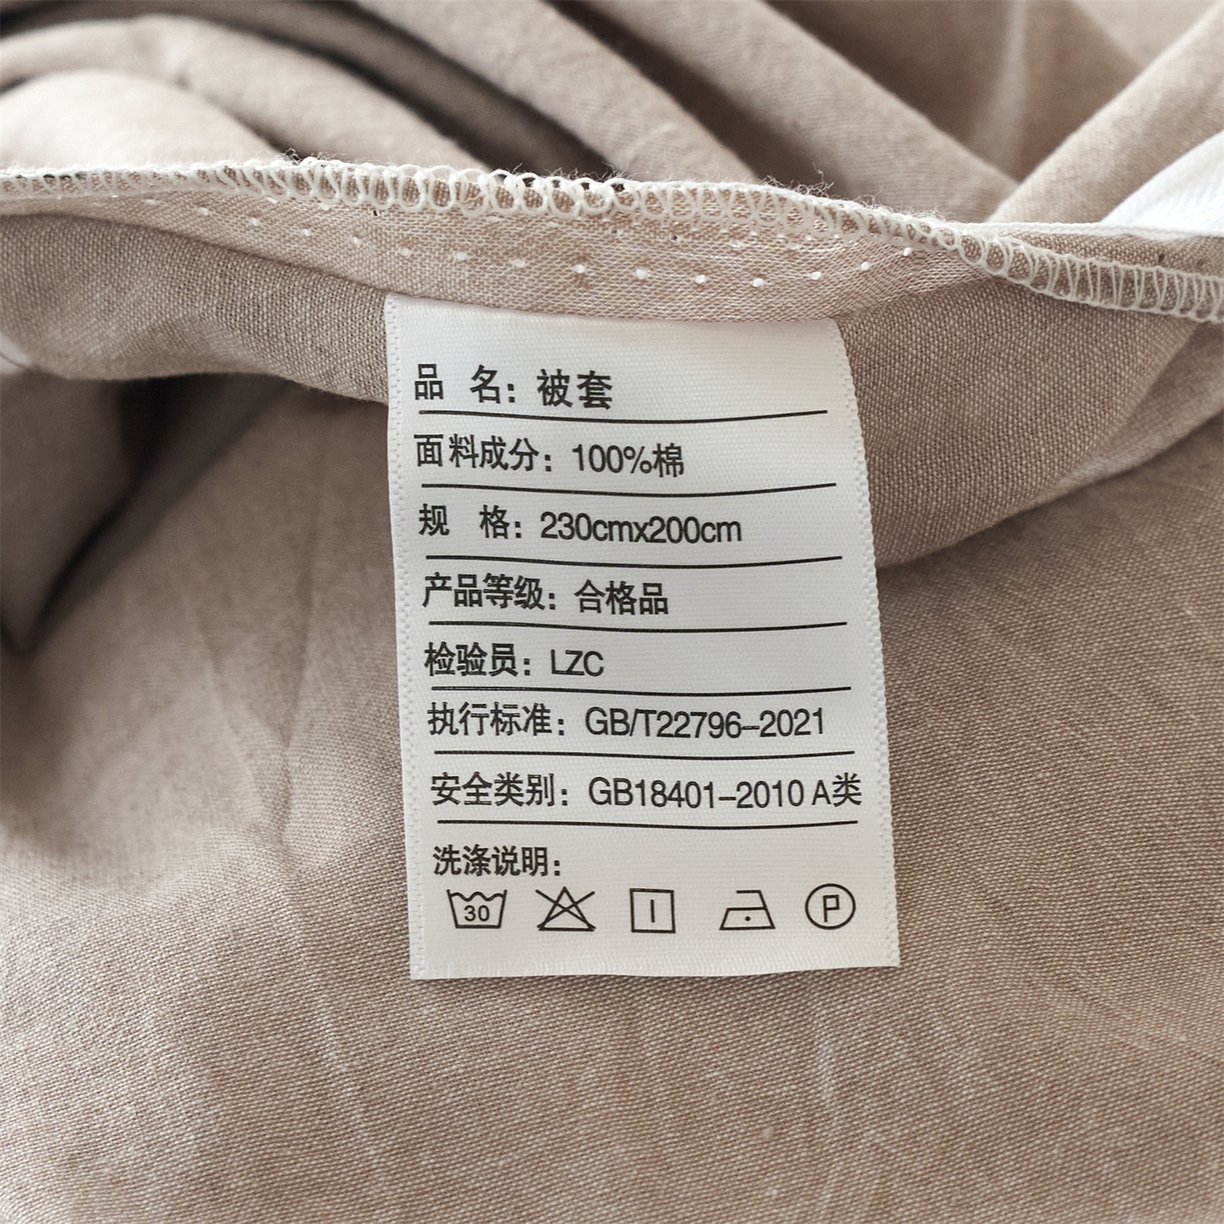 品 名：被套
面料成分：100%棉
规 格：230cmx200cm
产品等级：合格品
检验员：LZC
执行标准：GB/T22796-2021
安全类别：GB18401-2010 A类
洗涤说明：
30 P